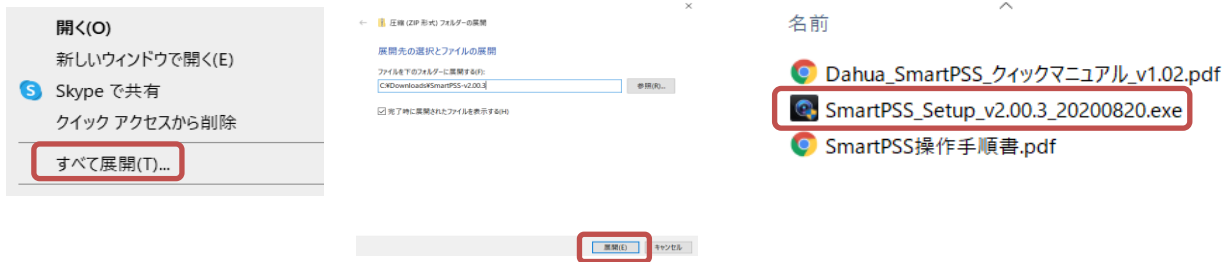 開く(O)
新しいウィンドウで開く(E)
Skype で共有
クイック アクセスから削除
すべて展開(T)...
圧縮 (ZIP 形式) フォルダーの展開
展開先の選択とファイルの展開
ファイルを下のフォルダーに展開する(F):
C:¥Downloads¥SmartPSS-v2.00.3
参照(R)...
完了時に展開されたファイルを表示する(H)
展開(E)
キャンセル
名前
Dahua_SmartPSS_クィックマニュアル_v1.02.pdf
SmartPSS_Setup_v2.00.3_20200820.exe
SmartPSS操作手順書.pdf